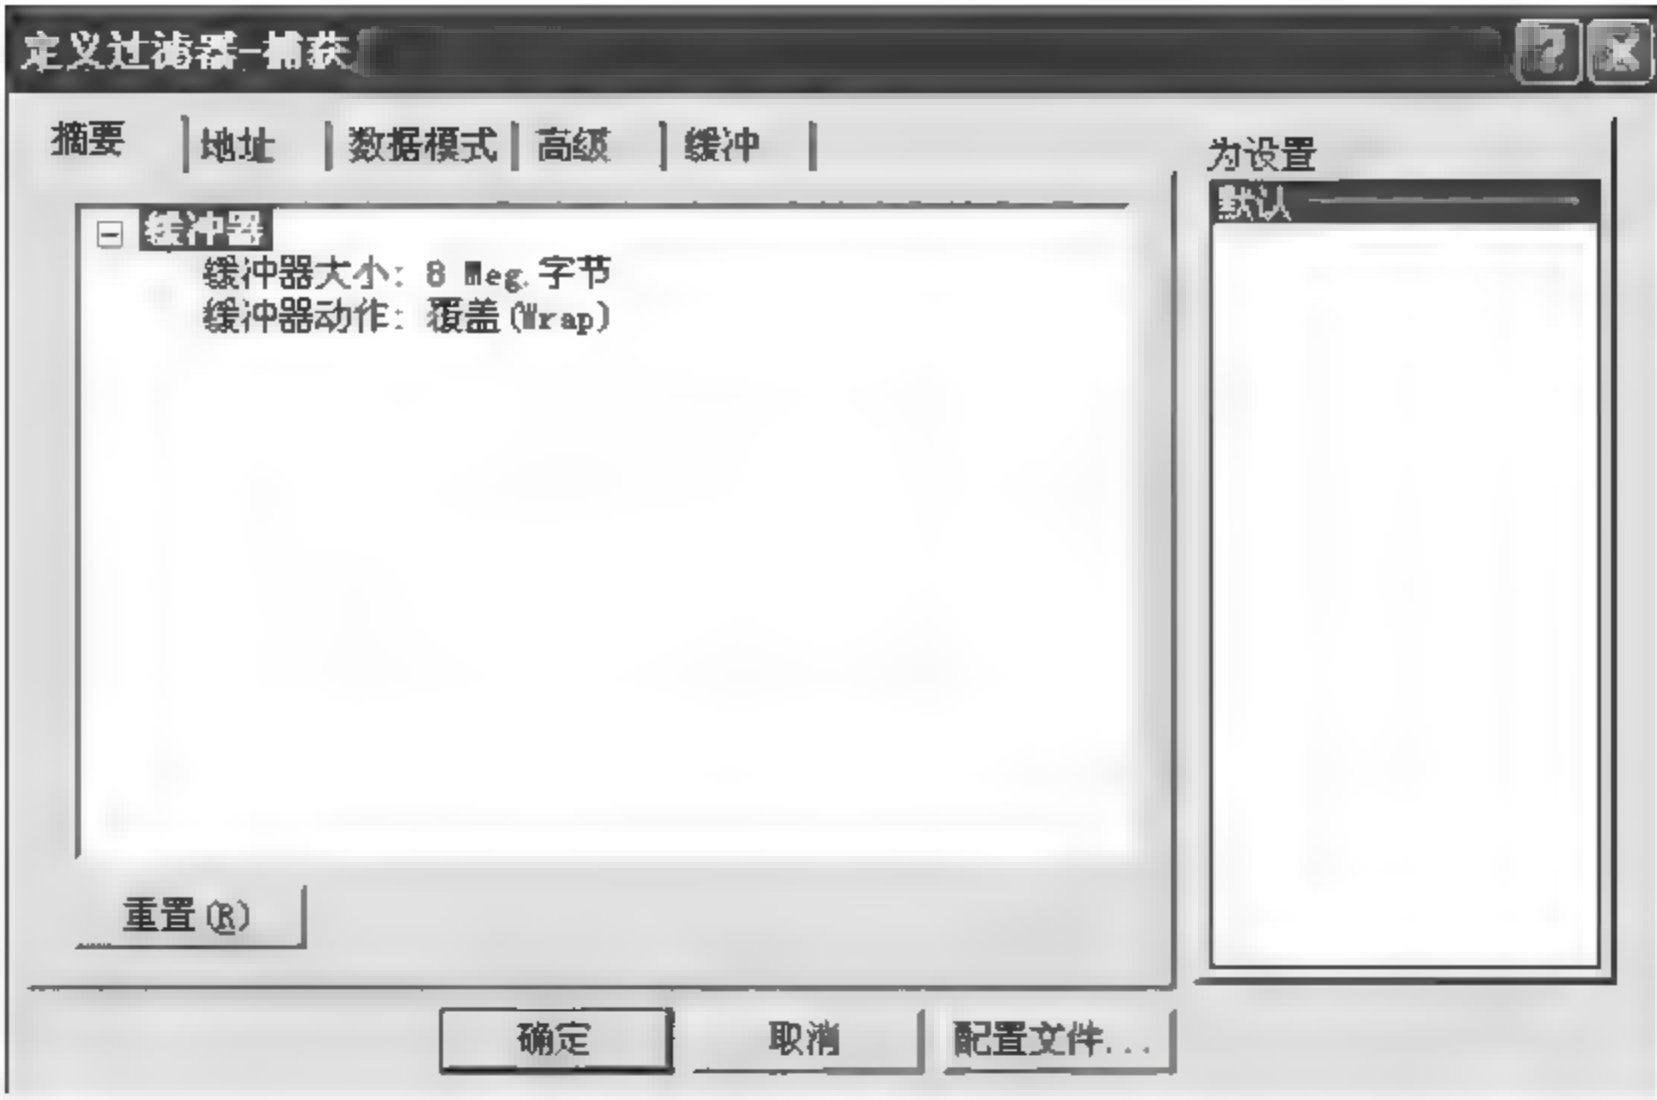 定义过滤器-捕获
摘要 地址 数据模式 高级 缓冲
为设置
默认
缓冲器
缓冲器大小: 8 Meg.字节
缓冲器动作: 覆盖(Wrap)
重置(R)
确定 取消 配置文件...